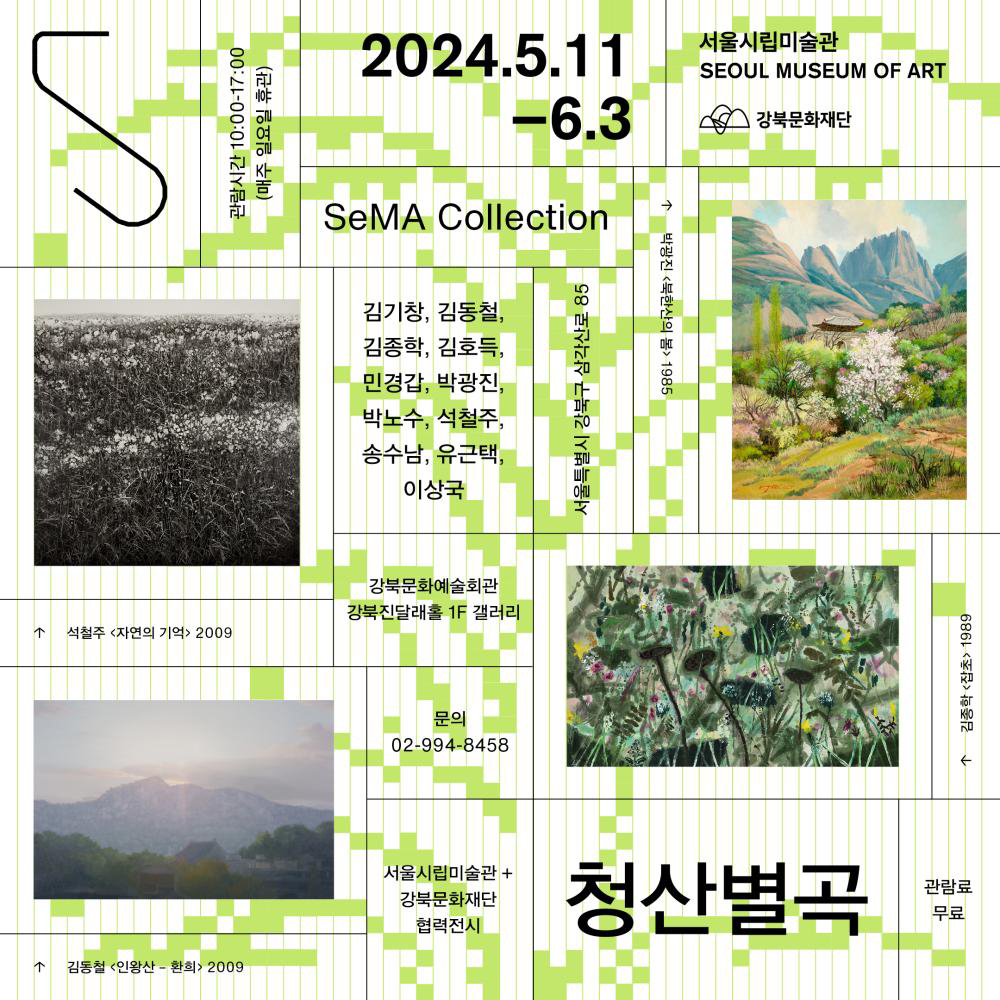 관람시간 10:00-17:00
(매주 일요일 휴관)
2024.5.11
–6.3
서울시립미술관
SEOUL MUSEUM OF ART
강북문화재단
SeMA Collection
↑ 박광진 <북한산의 봄> 1985
김기창, 김동철,
김종학, 김호득,
민경갑, 박광진,
박노수, 석철주,
송수남, 유근택,
이상국
서울특별시 강북구 삼각산로 85
강북문화예술회관
강북진달래홀 1F 갤러리
↑ 석철주 <자연의 기억> 2009
↑ 김종학 <잡초> 1989
문의
02-994-8458
서울시립미술관 +
강북문화재단
협력전시
청산별곡
관람료
무료
↑ 김동철 <인왕산 – 환희> 2009